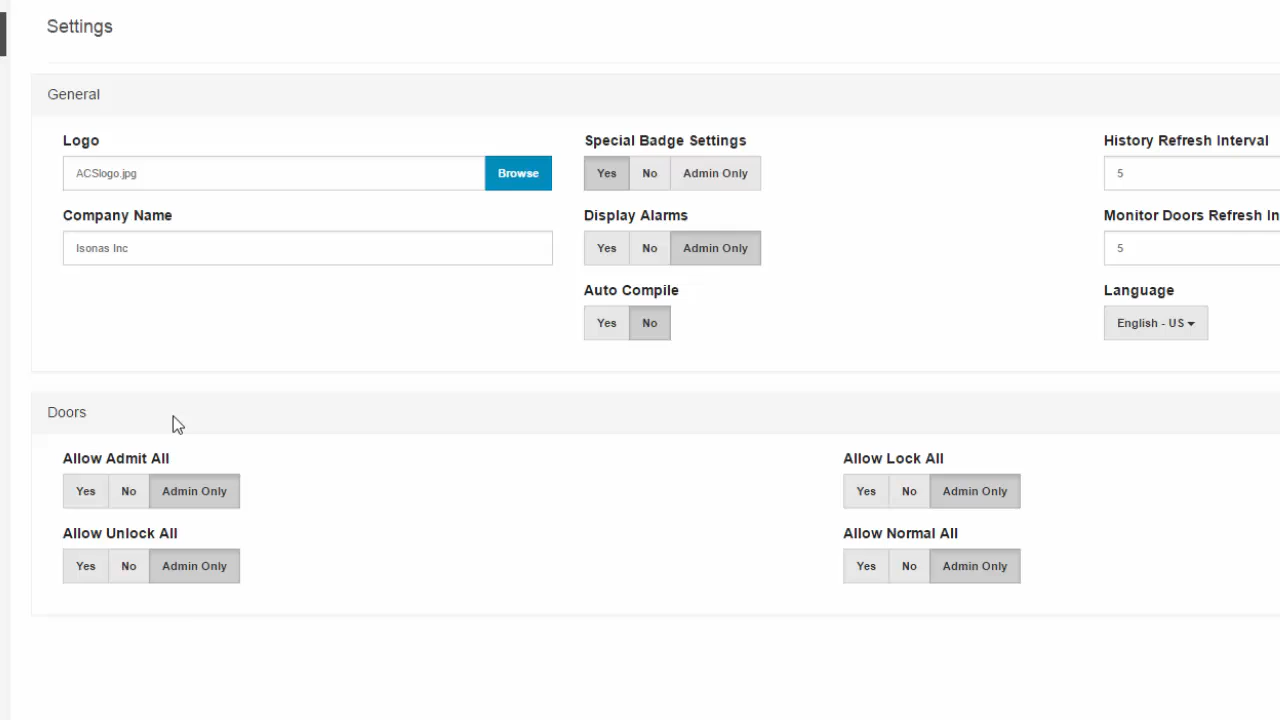 Settings
General
Logo
ACSlogo.jpg
Browse
Company Name
Isonas Inc
Special Badge Settings
Yes No Admin Only
Display Alarms
Yes No Admin Only
Auto Compile
Yes No
History Refresh Interval
5
Monitor Doors Refresh In
5
Language
English - US
Doors
Allow Admit All
Yes No Admin Only
Allow Unlock All
Yes No Admin Only
Allow Lock All
Yes No Admin Only
Allow Normal All
Yes No Admin Only